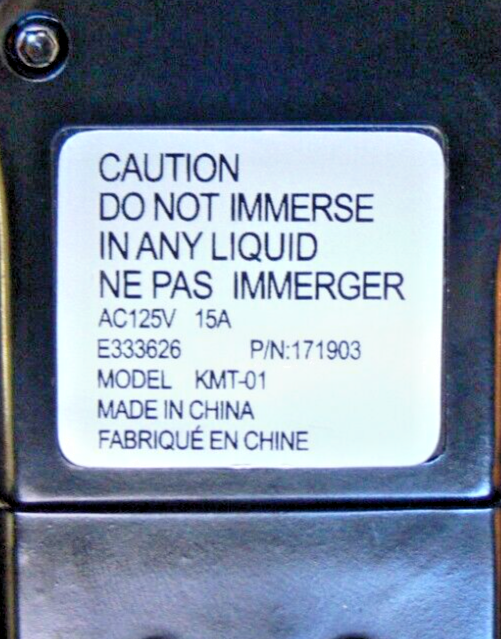 CAUTION
DO NOT IMMERSE
IN ANY LIQUID
NE PAS IMMERGER
AC125V 15A
E333626 P/N:171903
MODEL KMT-01
MADE IN CHINA
FABRIQUÉ EN CHINE